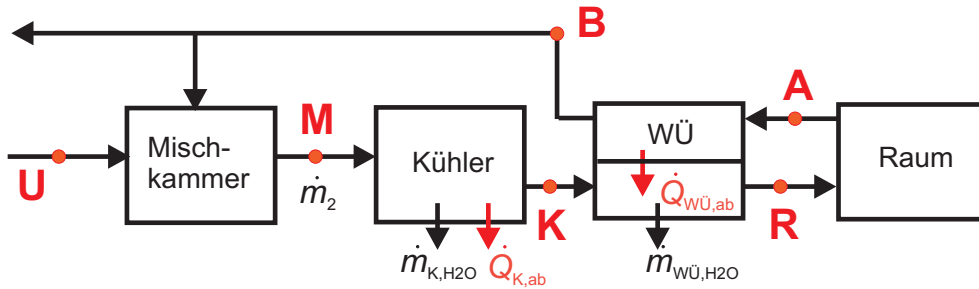 B
A
M
Misch-
kammer
WÜ
Kühler
Raum
U
ṁ2
Q̇WÜ,ab
K
R
ṁK,H2O
Q̇K,ab
ṁWÜ,H2O